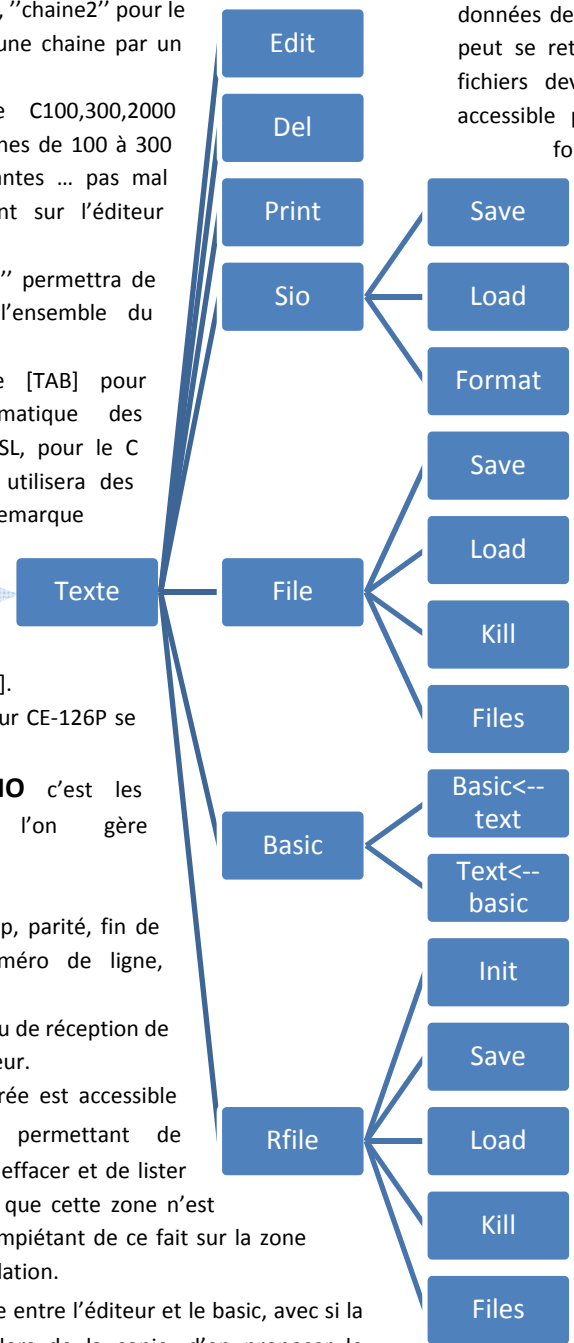 , ''chaine2'' pour le
une chaine par un
C100,300,2000
nes de 100 à 300
antes … pas mal
nt sur l'éditeur
'' permettra de
l'ensemble du
e [TAB] pour
matique des
SL, pour le C
utilisera des
emarque
].
ur CE-126P se
IO c'est les
l'on gère
p, parité, fin de
méro de ligne,
u de réception de
eur.
rée est accessible
permettant de
effacer et de lister
que cette zone n'est
mpiétant de ce fait sur la zone
lation.
e entre l'éditeur et le basic, avec si la
données de
peut se ret
fichiers dev
accessible p
fo
Texte
Edit
Del
Print
Sio
Save
Load
Format
File
Save
Load
Kill
Files
Basic
Basic<--
text
Text<--
basic
Rfile
Init
Save
Load
Kill
Files